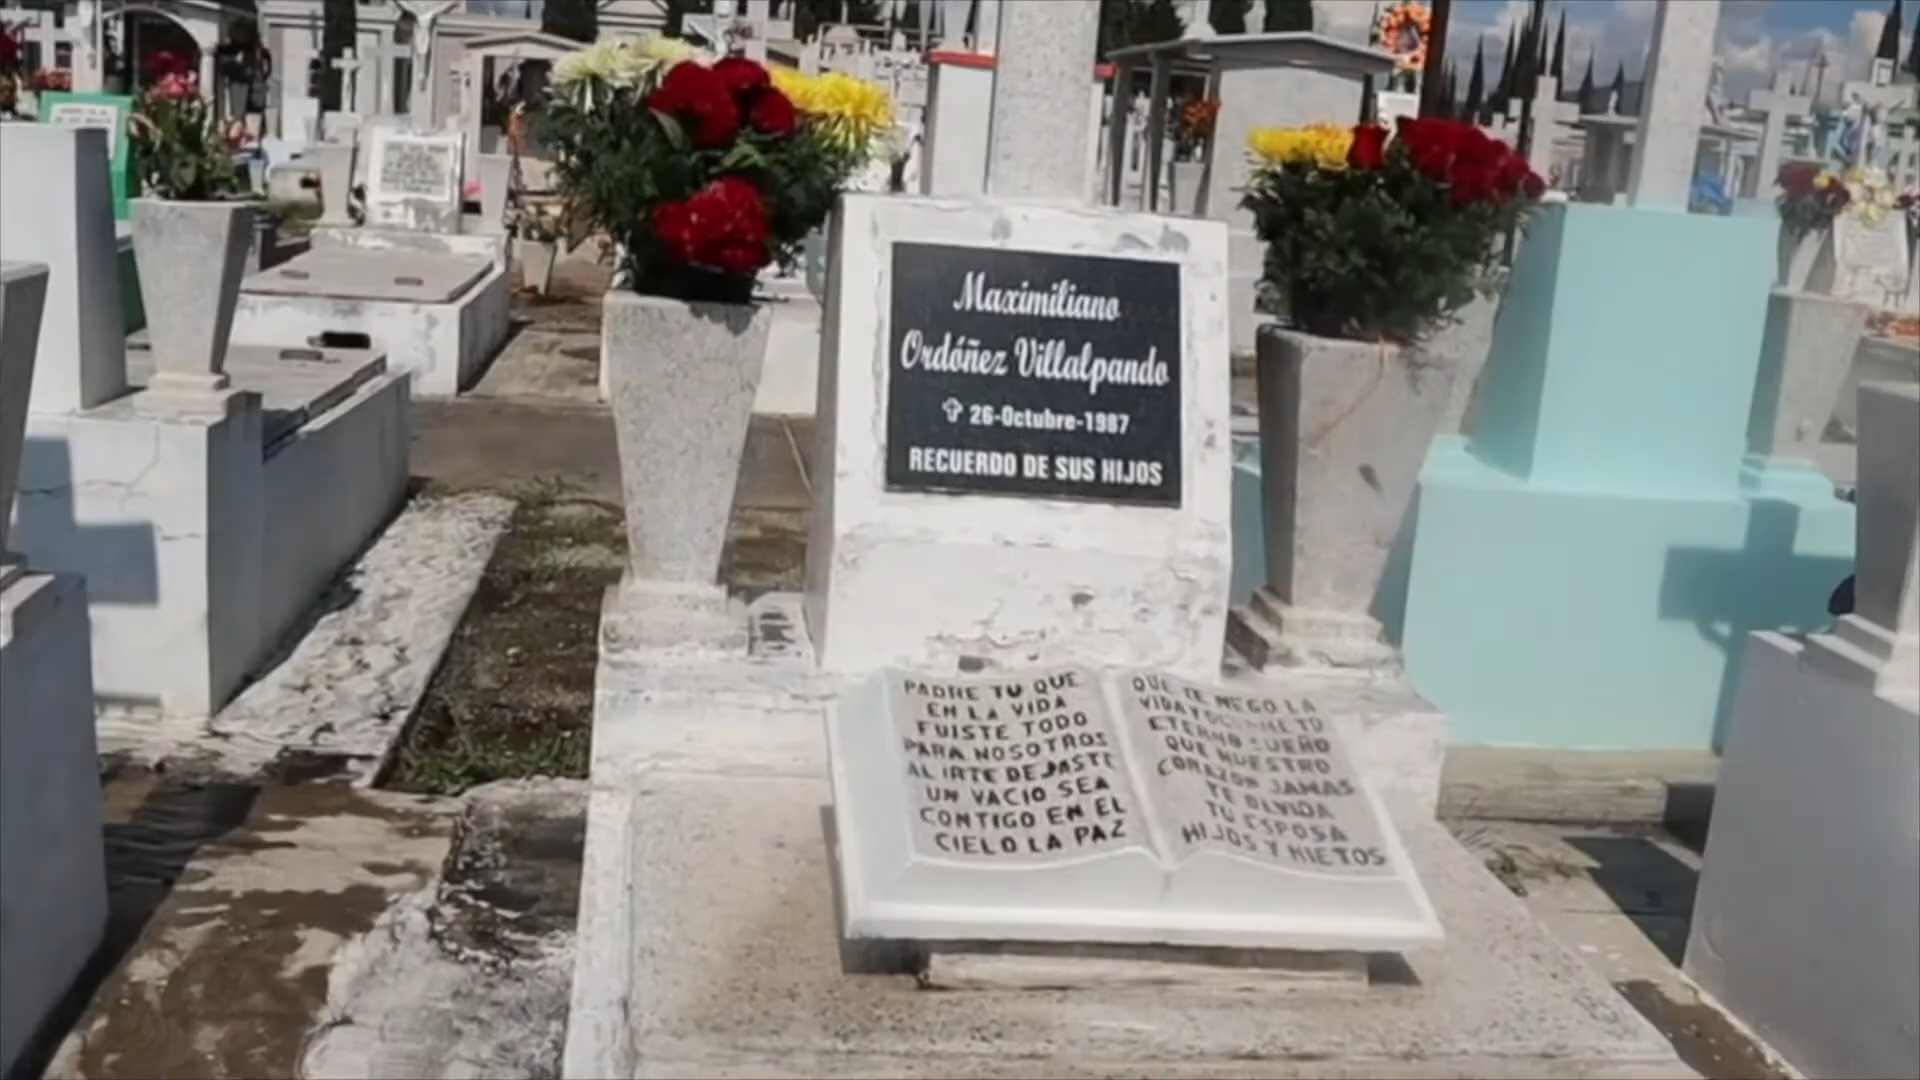 Maximiliano
Ordóñez Villalpando
✞ 26-Octubre-1987
RECUERDO DE SUS HIJOS
PADRE TU QUE
EN LA VIDA
FUISTE TODO
PARA NOSOTROS
AL IRTE DEJASTE
UN VACIO SEA
CONTIGO EN EL
CIELO LA PAZ
QUE TE NEGO LA
VIDA Y TU
ETERNO SUEÑO
QUE NUESTRO
CORAZON JAMAS
TE OLVIDA
TU ESPOSA
HIJOS Y NIETOS